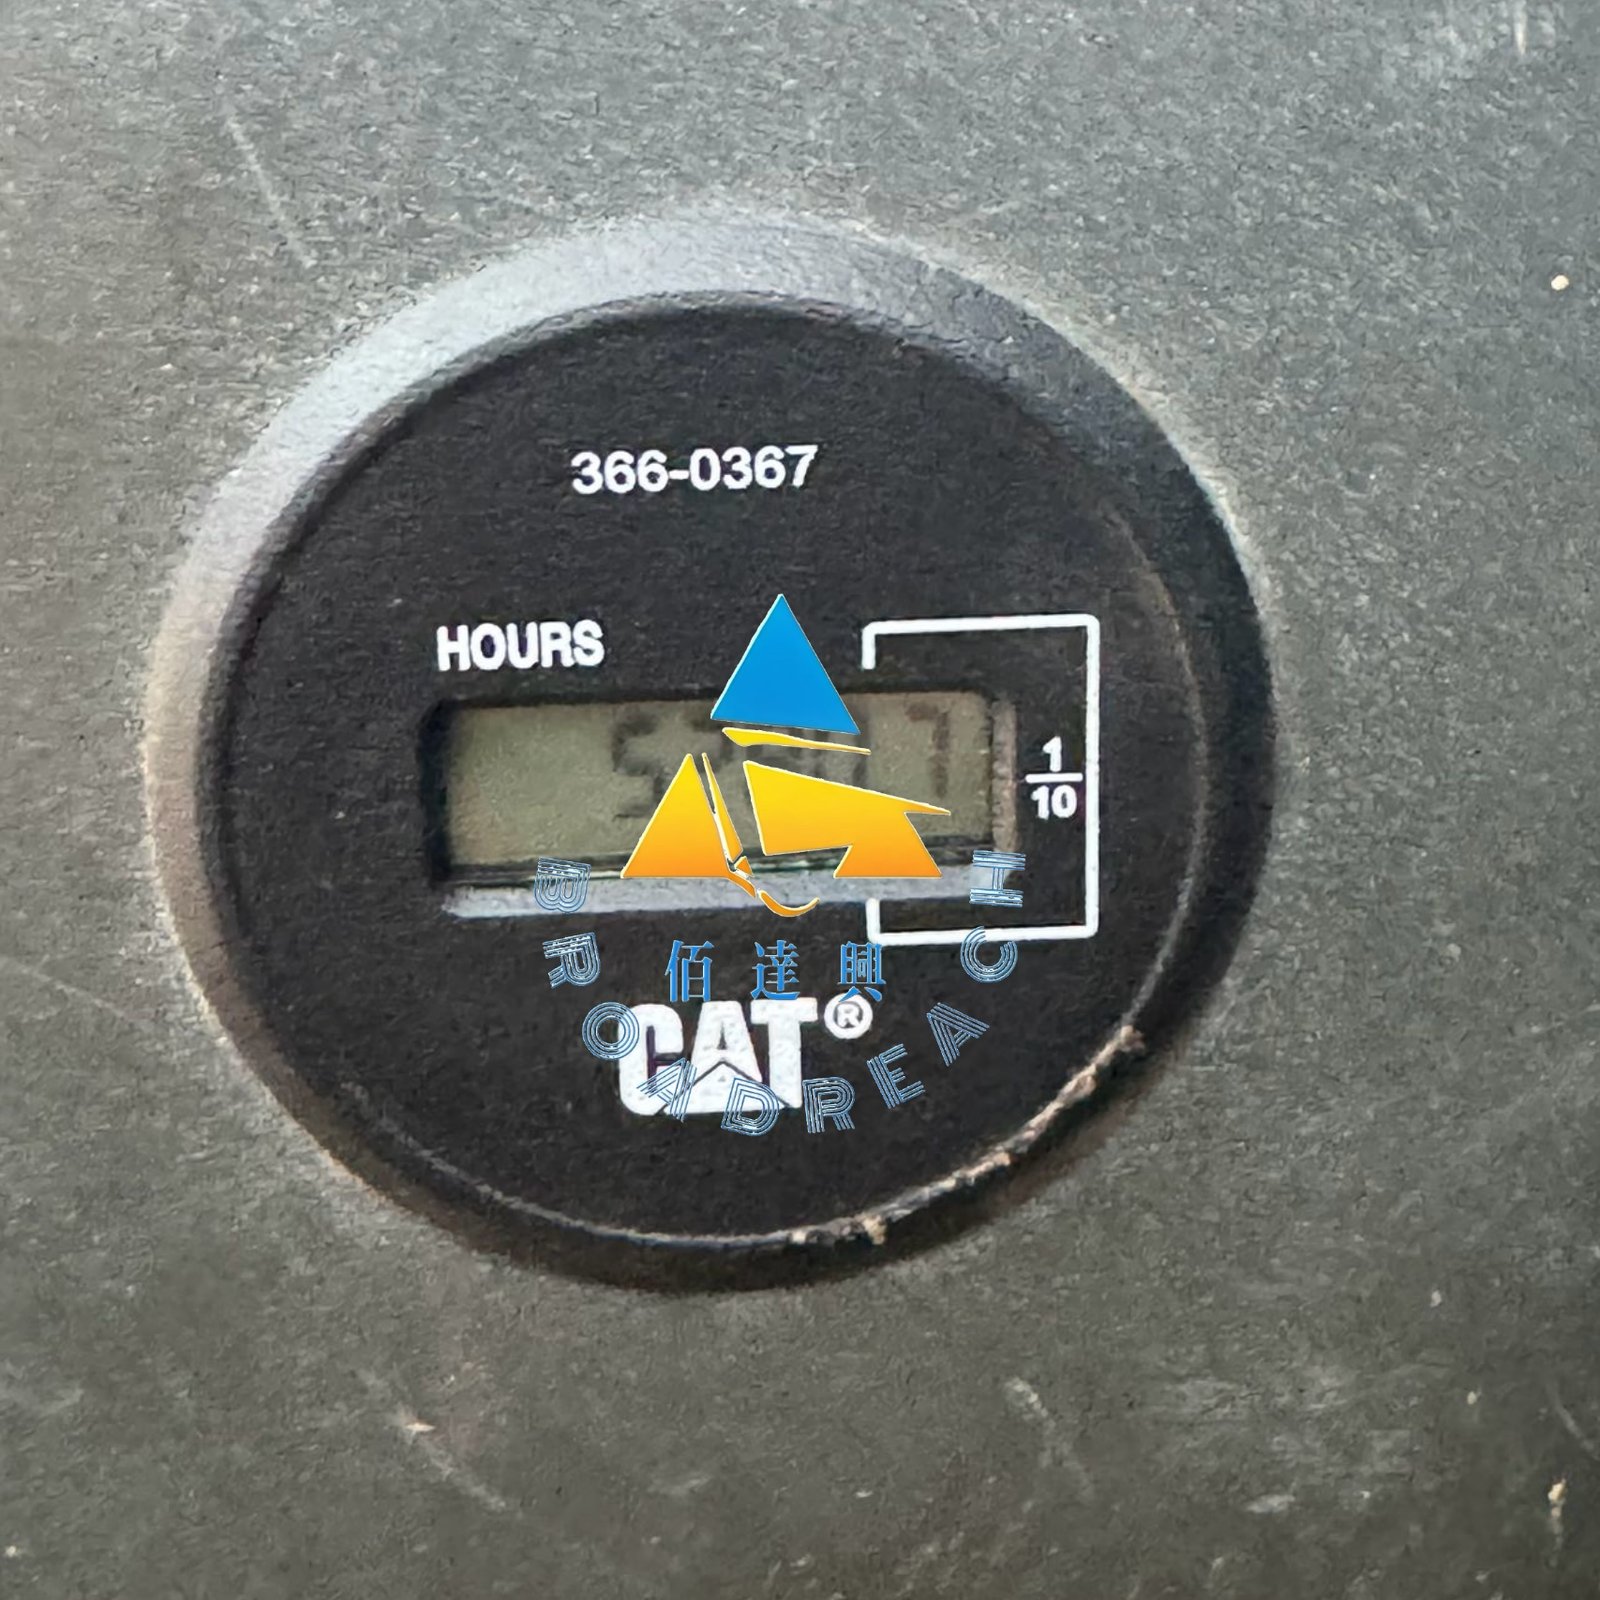 366-0367
HOURS
1
10
佰達興
CAT®
BROADREACH